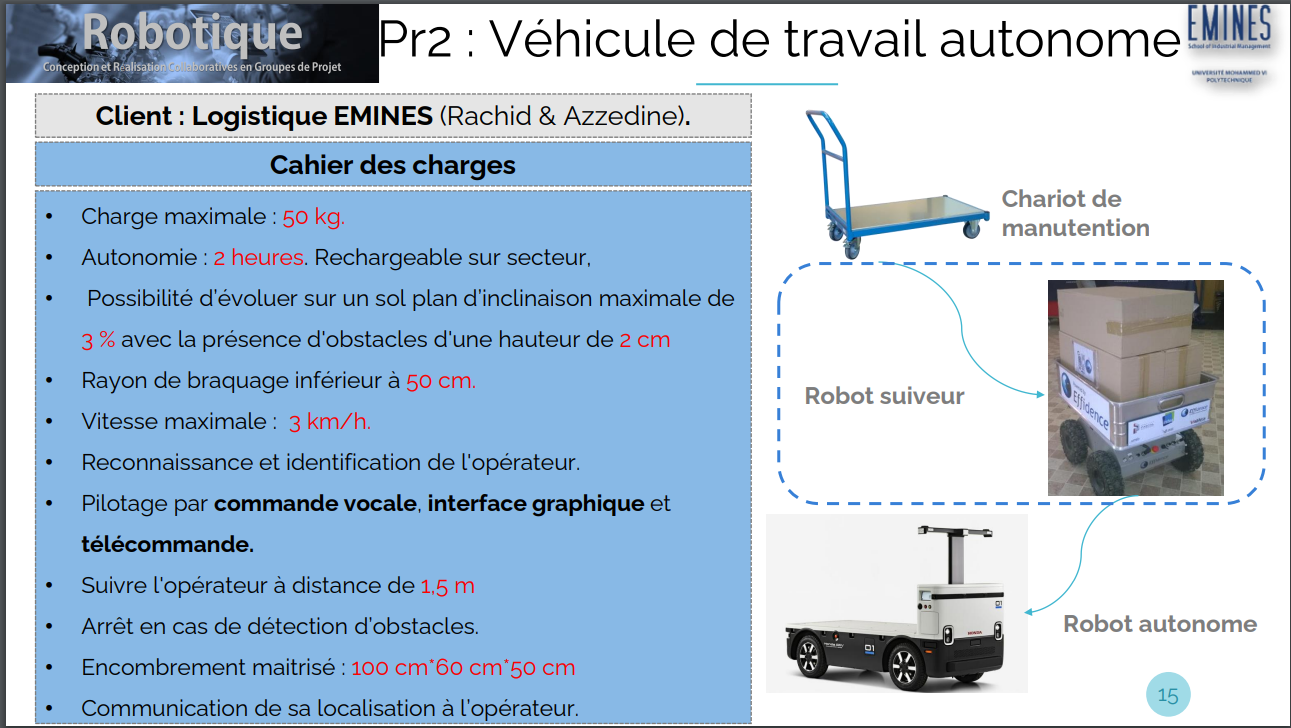 Robotique
Conception et Réalisation Collaboratives en Groupes de Projet
Pr2 : Véhicule de travail autonome
EMINES
School of Industrial Management
UNIVERSITÉ MOHAMMED VI
POLYTECHNIQUE
Client : Logistique EMINES (Rachid & Azzedine).
Cahier des charges
• Charge maximale : 50 kg.
• Autonomie : 2 heures. Rechargeable sur secteur,
• Possibilité d'évoluer sur un sol plan d'inclinaison maximale de
3 % avec la présence d'obstacles d'une hauteur de 2 cm
• Rayon de braquage inférieur à 50 cm.
• Vitesse maximale : 3 km/h.
• Reconnaissance et identification de l'opérateur.
• Pilotage par commande vocale, interface graphique et
télécommande.
• Suivre l'opérateur à distance de 1,5 m
• Arrêt en cas de détection d'obstacles.
• Encombrement maitrisé : 100 cm*60 cm*50 cm
• Communication de sa localisation à l'opérateur.
Chariot de
manutention
Robot suiveur
Effidence
Robot autonome
HONDA
01
01
15